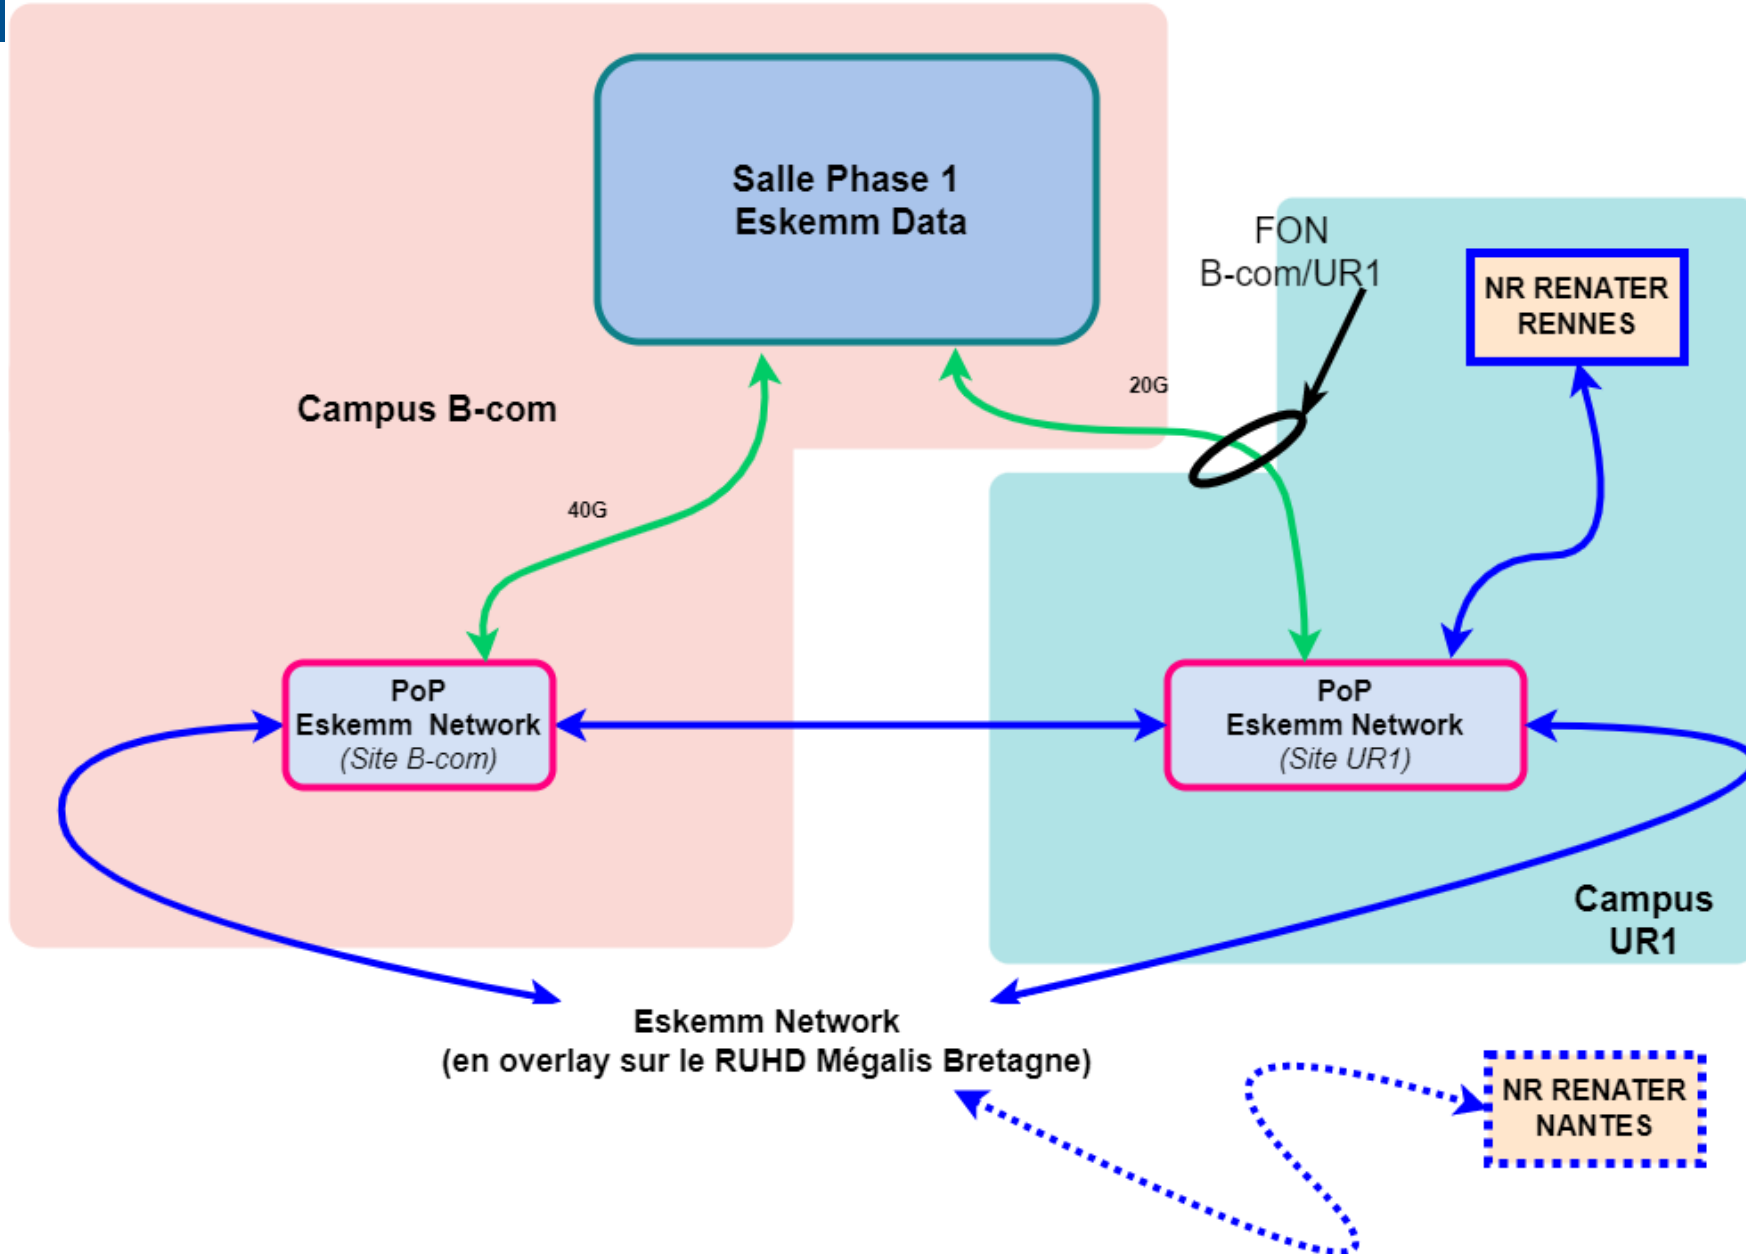 Salle Phase 1
Eskemm Data
FON
B-com/UR1
NR RENATER
RENNES
20G
Campus B-com
40G
PoP
Eskemm Network
(Site B-com)
PoP
Eskemm Network
(Site UR1)
Campus
UR1
Eskemm Network
(en overlay sur le RUHD Mégalis Bretagne)
NR RENATER
NANTES